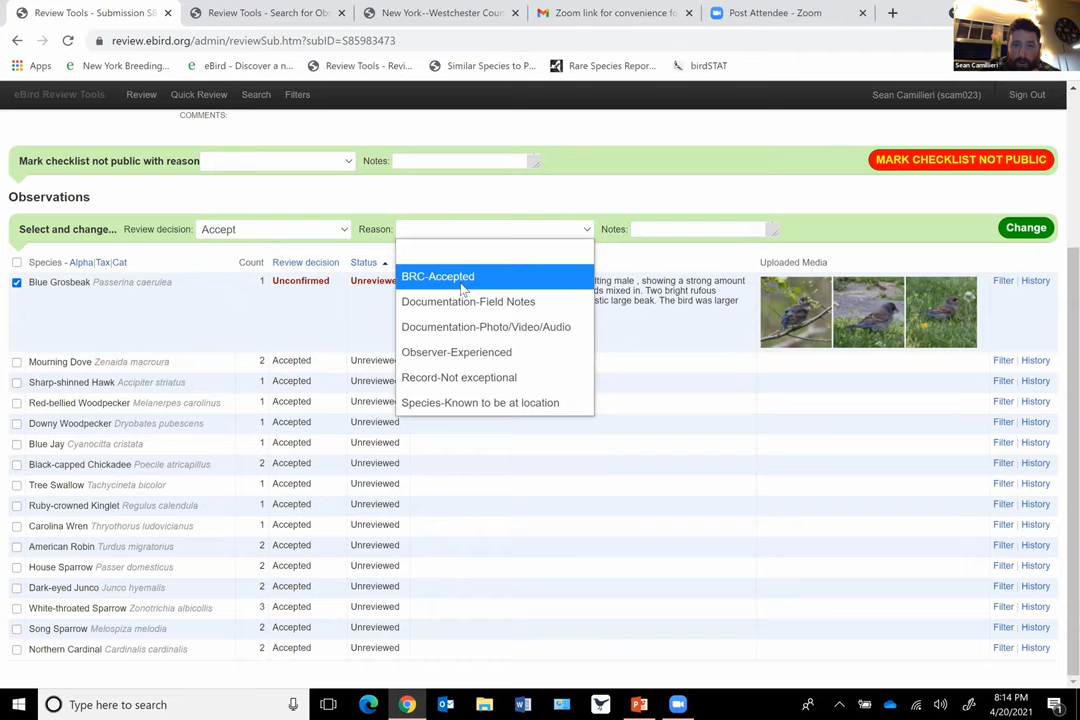 Review Tools - Submission S8
Review Tools - Search for Obs
New York--Westchester Coun
Zoom link for convenience fo
Post Attendee - Zoom
review.ebird.org/admin/reviewSub.htm?subID=S85983473
Apps
New York Breeding...
eBird - Discover a n...
Review Tools - Revi...
Similar Species to P...
Rare Species Repor...
birdSTAT
Sean Camillieri
eBird Review Tools
Review
Quick Review
Search
Filters
Sean Camillieri (scam023)
Sign Out
COMMENTS:
Mark checklist not public with reason
Notes:
MARK CHECKLIST NOT PUBLIC
Observations
Select and change... Review decision: Accept Reason: Notes: Change
Species - Alpha|Tax|Cat Count Review decision Status Uploaded Media
BRC-Accepted
Documentation-Field Notes
Documentation-Photo/Video/Audio
Observer-Experienced
Record-Not exceptional
Species-Known to be at location
Blue Grosbeak Passerina caerulea 1 Unconfirmed Unreviewe lting male , showing a strong amount Filter | History
ds mixed in. Two bright rufous
stic large beak. The bird was larger
Mourning Dove Zenaida macroura 2 Accepted Unreviewed Filter | History
Sharp-shinned Hawk Accipiter striatus 1 Accepted Unreviewed Filter | History
Red-bellied Woodpecker Melanerpes carolinus 1 Accepted Unreviewed Filter | History
Downy Woodpecker Dryobates pubescens 1 Accepted Unreviewed Filter | History
Blue Jay Cyanocitta cristata 1 Accepted Unreviewed Filter | History
Black-capped Chickadee Poecile atricapillus 2 Accepted Unreviewed Filter | History
Tree Swallow Tachycineta bicolor 1 Accepted Unreviewed Filter | History
Ruby-crowned Kinglet Regulus calendula 1 Accepted Unreviewed Filter | History
Carolina Wren Thryothorus ludovicianus 1 Accepted Unreviewed Filter | History
American Robin Turdus migratorius 2 Accepted Unreviewed Filter | History
House Sparrow Passer domesticus 2 Accepted Unreviewed Filter | History
Dark-eyed Junco Junco hyemalis 2 Accepted Unreviewed Filter | History
White-throated Sparrow Zonotrichia albicollis 3 Accepted Unreviewed Filter | History
Song Sparrow Melospiza melodia 2 Accepted Unreviewed Filter | History
Northern Cardinal Cardinalis cardinalis 2 Accepted Unreviewed Filter | History
Type here to search
8:14 PM
4/20/2021